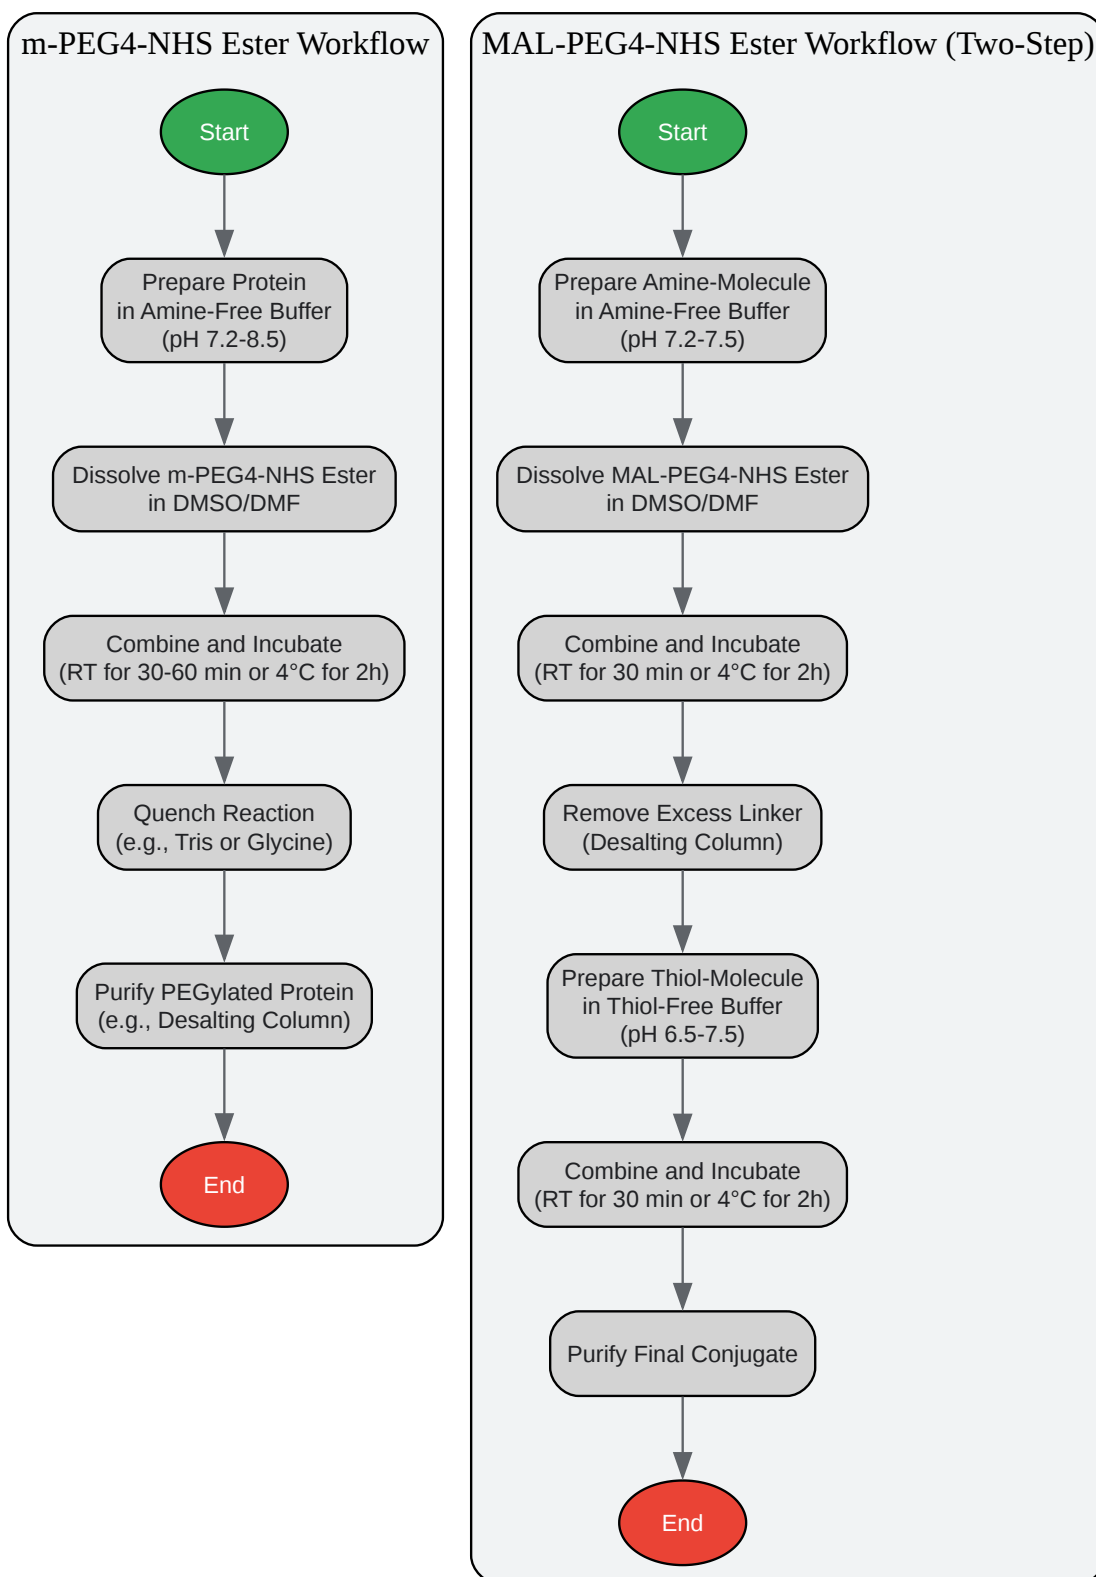 m-PEG4-NHS Ester Workflow
Start
Prepare Protein
in Amine-Free Buffer
(pH 7.2-8.5)
Dissolve m-PEG4-NHS Ester
in DMSO/DMF
Combine and Incubate
(RT for 30-60 min or 4°C for 2h)
Quench Reaction
(e.g., Tris or Glycine)
Purify PEGylated Protein
(e.g., Desalting Column)
End
MAL-PEG4-NHS Ester Workflow (Two-Step)
Start
Prepare Amine-Molecule
in Amine-Free Buffer
(pH 7.2-7.5)
Dissolve MAL-PEG4-NHS Ester
in DMSO/DMF
Combine and Incubate
(RT for 30 min or 4°C for 2h)
Remove Excess Linker
(Desalting Column)
Prepare Thiol-Molecule
in Thiol-Free Buffer
(pH 6.5-7.5)
Combine and Incubate
(RT for 30 min or 4°C for 2h)
Purify Final Conjugate
End